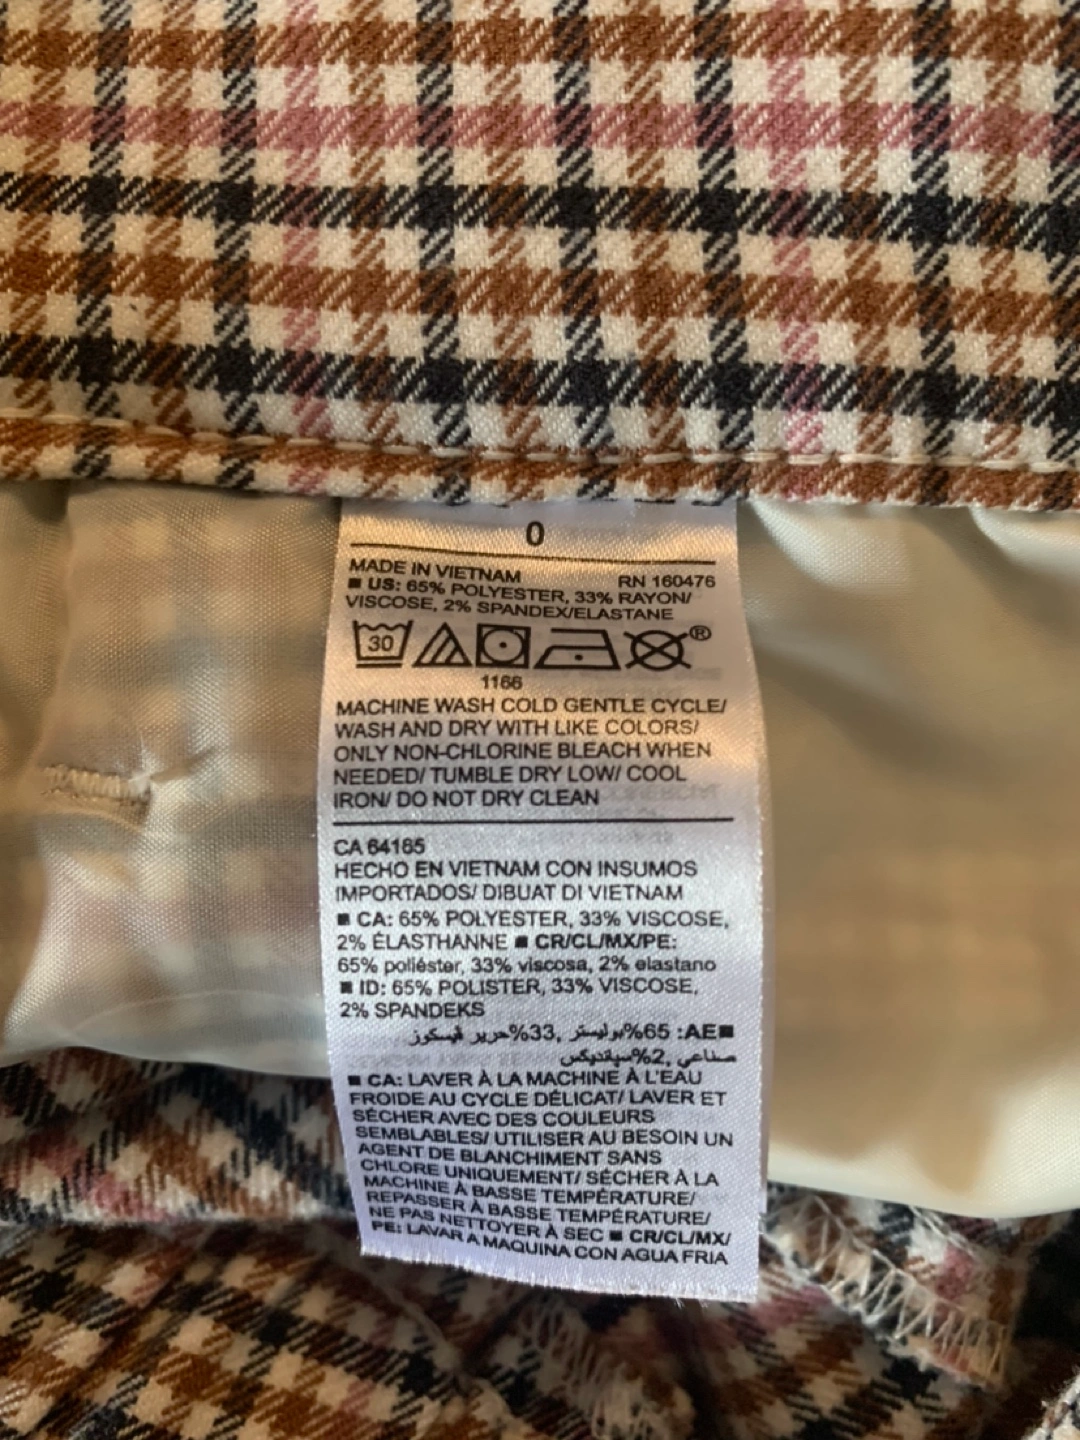 0
MADE IN VIETNAM RN 160476
■ US: 65% POLYESTER, 33% RAYON/
VISCOSE, 2% SPANDEX/ELASTANE
30 ®
1166
MACHINE WASH COLD GENTLE CYCLE/
WASH AND DRY WITH LIKE COLORS/
ONLY NON-CHLORINE BLEACH WHEN
NEEDED/ TUMBLE DRY LOW/ COOL
IRON/ DO NOT DRY CLEAN
CA 64165
HECHO EN VIETNAM CON INSUMOS
IMPORTADOS/ DIBUAT DI VIETNAM
■ CA: 65% POLYESTER, 33% VISCOSE,
2% ÉLASTHANNE ■ CR/CL/MX/PE:
65% poliéster, 33% viscosa, 2% elastano
■ ID: 65% POLISTER, 33% VISCOSE,
2% SPANDEKS
■AE: 65%بوليستر, 33%حرير فيسكوز
صناعي, 2%سباندیكس
■ CA: LAVER À LA MACHINE À L'EAU
FROIDE AU CYCLE DÉLICAT/ LAVER ET
SÉCHER AVEC DES COULEURS
SEMBLABLES/ UTILISER AU BESOIN UN
AGENT DE BLANCHIMENT SANS
CHLORE UNIQUEMENT/ SÉCHER À LA
MACHINE À BASSE TEMPÉRATURE/
REPASSER À BASSE TEMPÉRATURE/
NE PAS NETTOYER À SEC ■ CR/CL/MX/
PE: LAVAR A MAQUINA CON AGUA FRIA